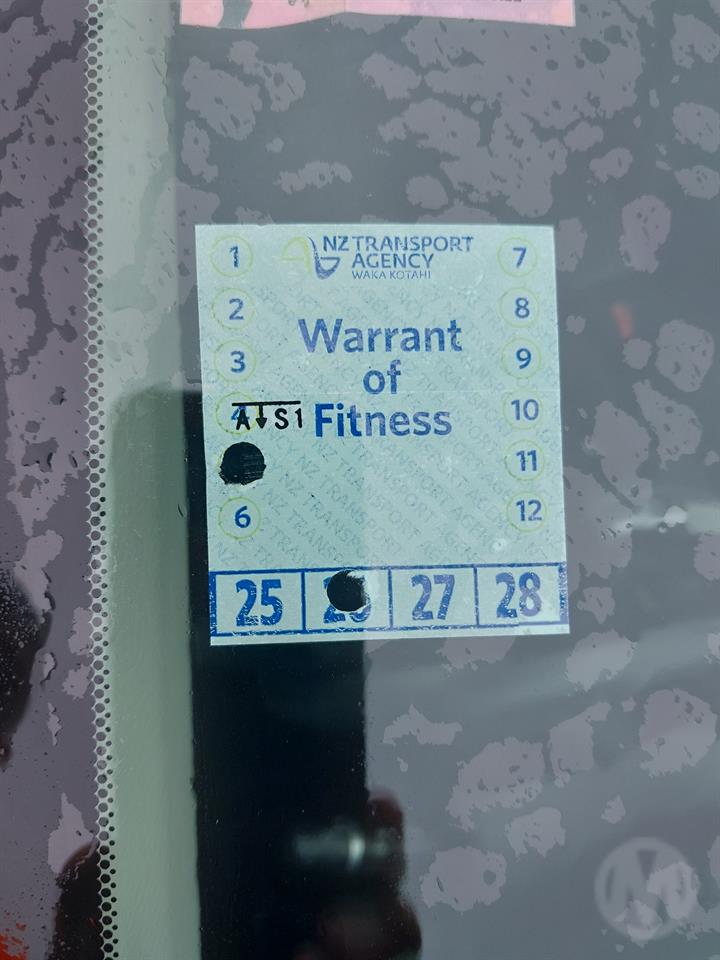 NZ TRANSPORT
AGENCY
WAKA KOTAHI
Warrant
of
Fitness
1
2
3
A↓S1
6
7
8
9
10
11
12
25
27
28